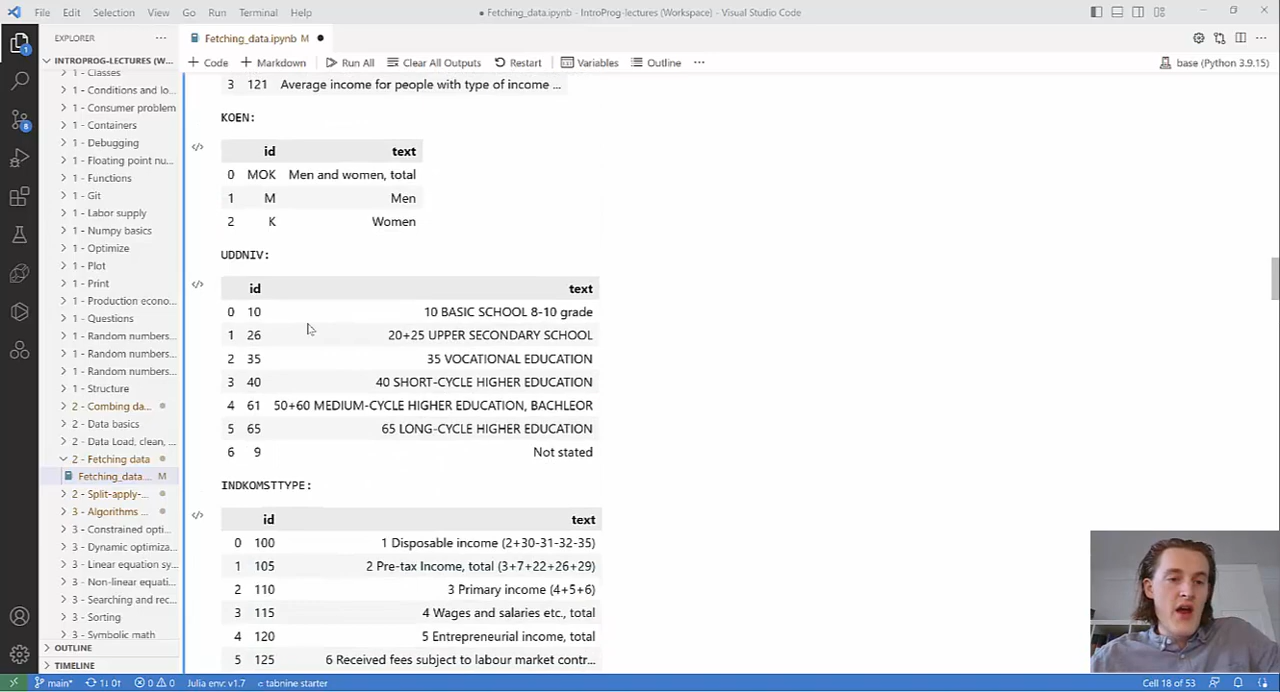 File Edit Selection View Go Run Terminal Help
● Fetching_data.ipynb - IntroProg-lectures (Workspace) - Visual Studio Code
EXPLORER ...
Fetching_data.ipynb M ●
INTROPROG-LECTURES (W...
+ Code + Markdown Run All Clear All Outputs Restart Variables Outline ...
base (Python 3.9.15)
1 - Classes
1 - Conditions and lo...
1 - Consumer problem
1 - Containers
1 - Debugging
1 - Floating point nu...
1 - Functions
1 - Git
1 - Labor supply
1 - Numpy basics
1 - Optimize
1 - Plot
1 - Print
1 - Production econo...
1 - Questions
1 - Random numbers...
1 - Random numbers...
1 - Random numbers...
1 - Structure
2 - Combing da...
2 - Data basics
2 - Data Load, clean, ...
2 - Fetching data
Fetching_data... M
2 - Split-apply-...
3 - Algorithms ...
3 - Constrained opti...
3 - Dynamic optimiza...
3 - Linear equation sy...
3 - Non-linear equati...
3 - Searching and rec...
3 - Sorting
3 - Symbolic math
OUTLINE
TIMELINE
3 121 Average income for people with type of income ...
KOEN:
id text
0 MOK Men and women, total
1 M Men
2 K Women
UDDNIV:
id text
0 10 10 BASIC SCHOOL 8-10 grade
1 26 20+25 UPPER SECONDARY SCHOOL
2 35 35 VOCATIONAL EDUCATION
3 40 40 SHORT-CYCLE HIGHER EDUCATION
4 61 50+60 MEDIUM-CYCLE HIGHER EDUCATION, BACHLEOR
5 65 65 LONG-CYCLE HIGHER EDUCATION
6 9 Not stated
INDKOMSTTYPE:
id text
0 100 1 Disposable income (2+30-31-32-35)
1 105 2 Pre-tax Income, total (3+7+22+26+29)
2 110 3 Primary income (4+5+6)
3 115 4 Wages and salaries etc., total
4 120 5 Entrepreneurial income, total
5 125 6 Received fees subject to labour market contr...
1
8
main* 1↓ 0↑ 0 0 Julia env: v1.7 tabnine starter
Cell 18 of 53